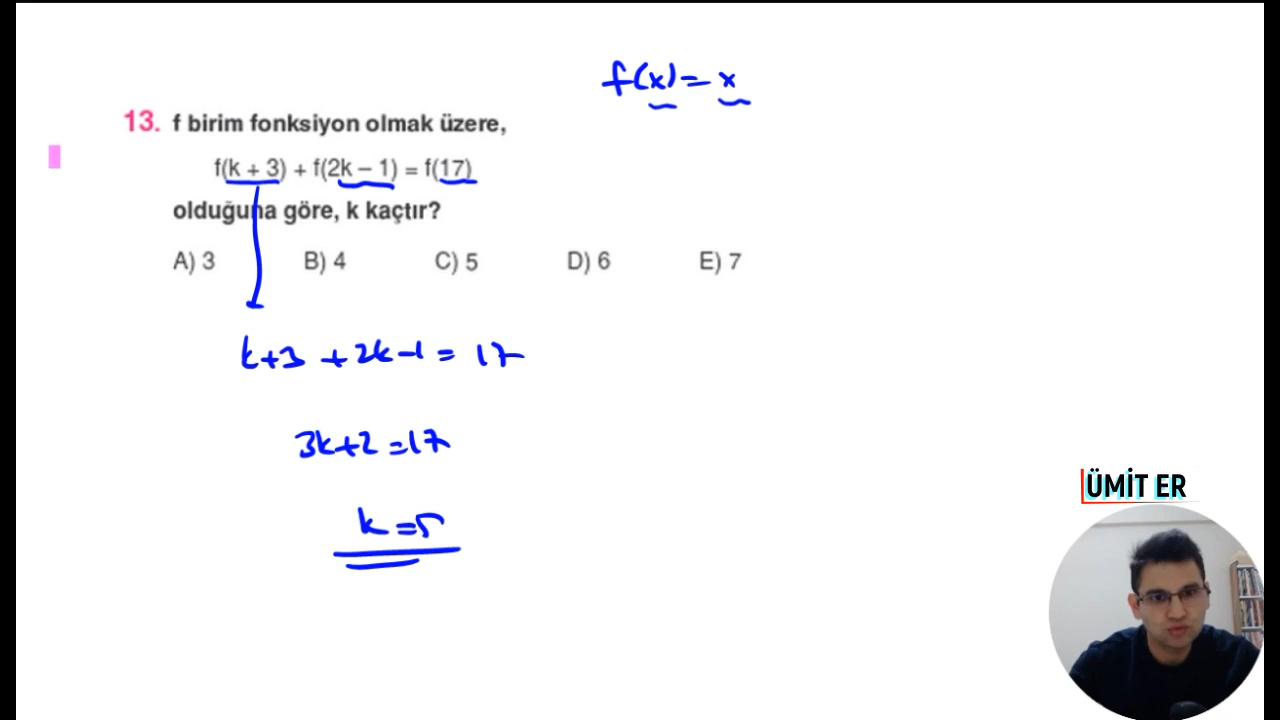 f(x) = x
13. f birim fonksiyon olmak üzere,
f(k + 3) + f(2k – 1) = f(17)
olduğuna göre, k kaçtır?
A) 3 B) 4 C) 5 D) 6 E) 7
k+3 + 2k-1 = 17
3k+2 = 17
k = 5
ÜMİT ER